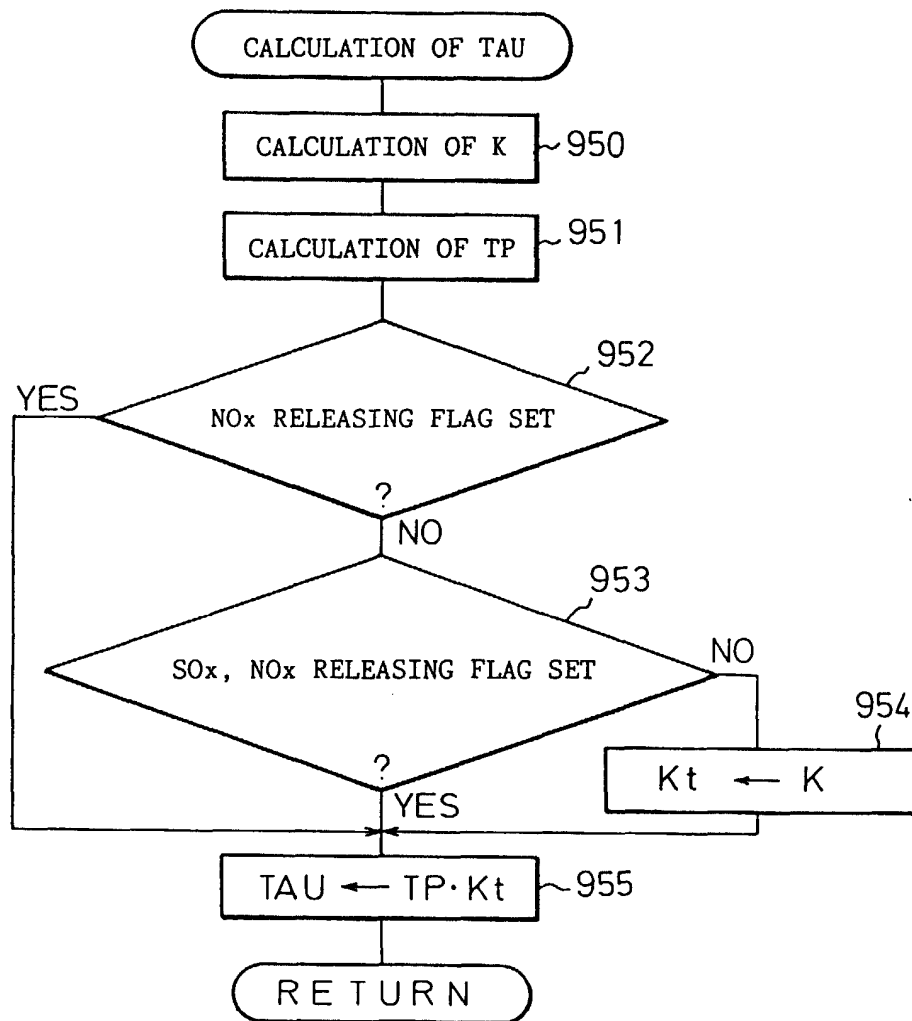 CALCULATION OF TAU
CALCULATION OF K
950
CALCULATION OF TP
951
952
YES
NOx RELEASING FLAG SET
?
NO
953
SOx, NOx RELEASING FLAG SET
?
NO
954
Kt ← K
YES
TAU ← TP·Kt
955
RETURN